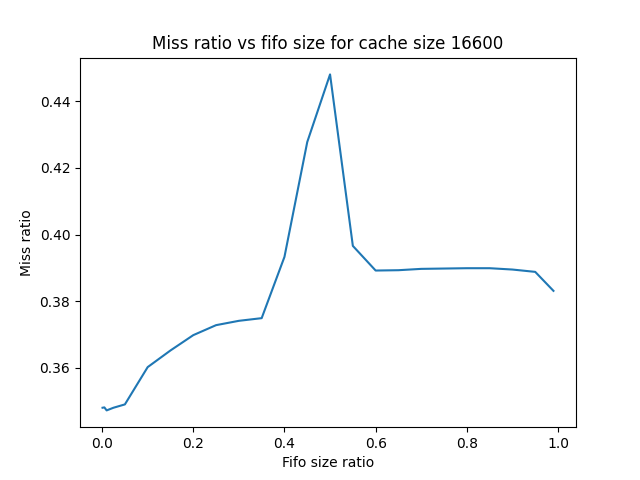 Miss ratio vs fifo size for cache size 16600
Miss ratio
0.44
0.42
0.40
0.38
0.36
0.0 0.2 0.4 0.6 0.8 1.0
Fifo size ratio